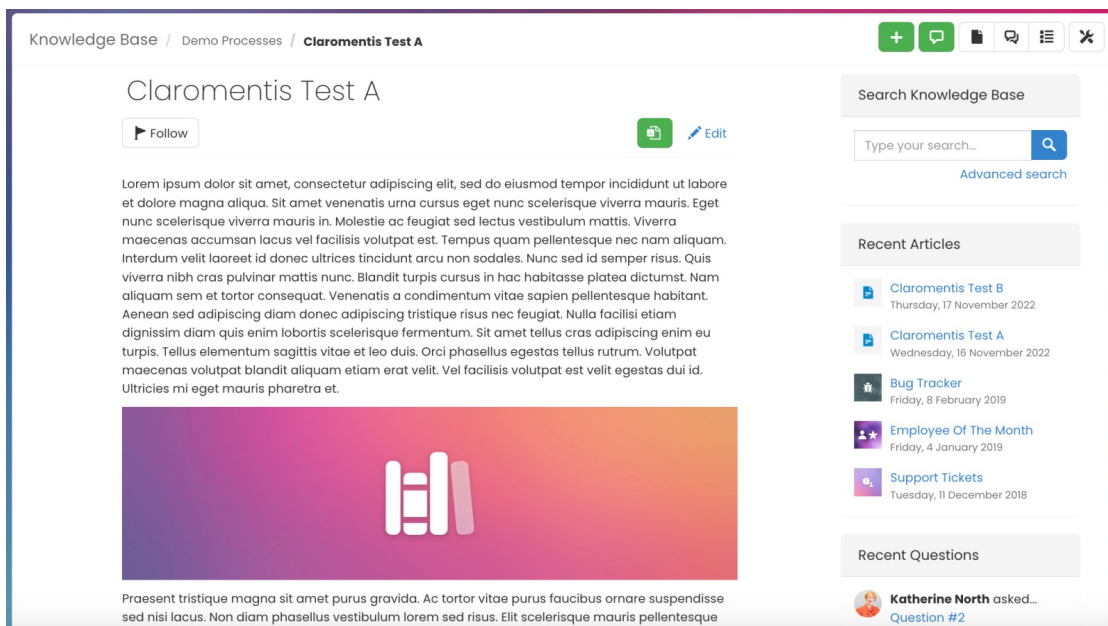 Knowledge Base / Demo Processes / Claromentis Test A
Claromentis Test A
Follow
Edit
Lorem ipsum dolor sit amet, consectetur adipiscing elit, sed do eiusmod tempor incididunt ut labore
et dolore magna aliqua. Sit amet venenatis urna cursus eget nunc scelerisque viverra mauris. Eget
nunc scelerisque viverra mauris in. Molestie ac feugiat sed lectus vestibulum mattis. Viverra
maecenas accumsan lacus vel facilisis volutpat est. Tempus quam pellentesque nec nam aliquam.
Interdum velit laoreet id donec ultrices tincidunt arcu non sodales. Nunc sed id semper risus. Quis
viverra nibh cras pulvinar mattis nunc. Blandit turpis cursus in hac habitasse platea dictumst. Nam
aliquam sem et tortor consequat. Venenatis a condimentum vitae sapien pellentesque habitant.
Aenean sed adipiscing diam donec adipiscing tristique risus nec feugiat. Nulla facilisi etiam
dignissim diam quis enim lobortis scelerisque fermentum. Sit amet tellus cras adipiscing enim eu
turpis. Tellus elementum sagittis vitae et leo duis. Orci phasellus egestas tellus rutrum. Volutpat
maecenas volutpat blandit aliquam etiam erat velit. Vel facilisis volutpat est velit egestas dui id.
Ultricies mi eget mauris pharetra et.
Praesent tristique magna sit amet purus gravida. Ac tortor vitae purus faucibus ornare suspendisse
sed nisi lacus. Non diam phasellus vestibulum lorem sed risus. Elit scelerisque mauris pellentesque
Search Knowledge Base
Type your search...
Advanced search
Recent Articles
Claromentis Test B
Thursday, 17 November 2022
Claromentis Test A
Wednesday, 16 November 2022
Bug Tracker
Friday, 8 February 2019
Employee Of The Month
Friday, 4 January 2019
Support Tickets
Tuesday, 11 December 2018
Recent Questions
Katherine North asked...
Question #2